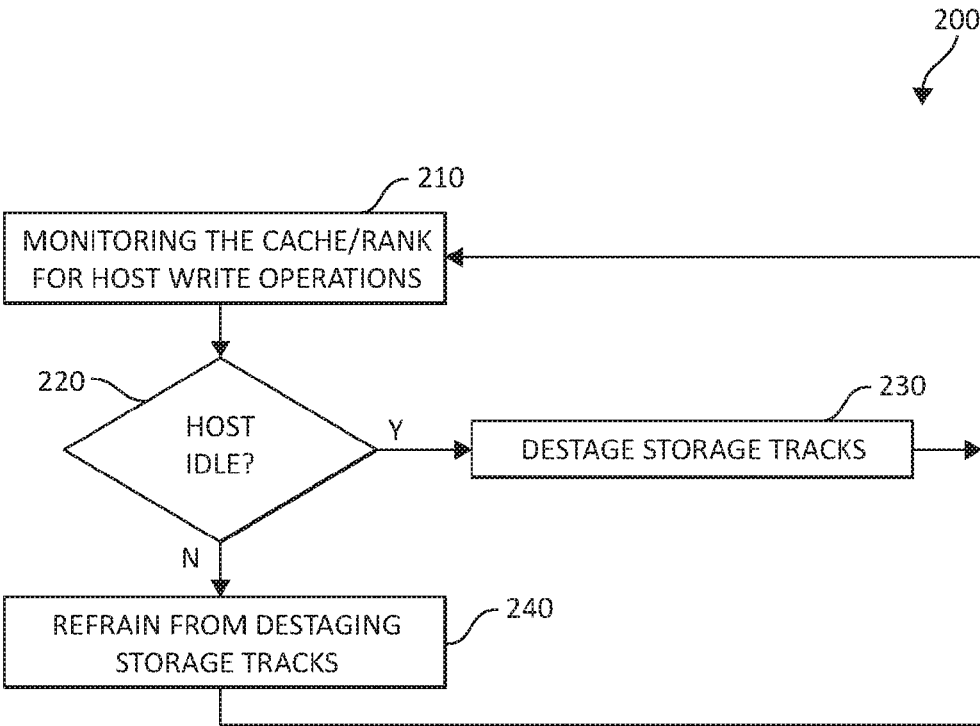 200
210
MONITORING THE CACHE/RANK
FOR HOST WRITE OPERATIONS
220
HOST
IDLE?
Y
230
DESTAGE STORAGE TRACKS
N
240
REFRAIN FROM DESTAGING
STORAGE TRACKS